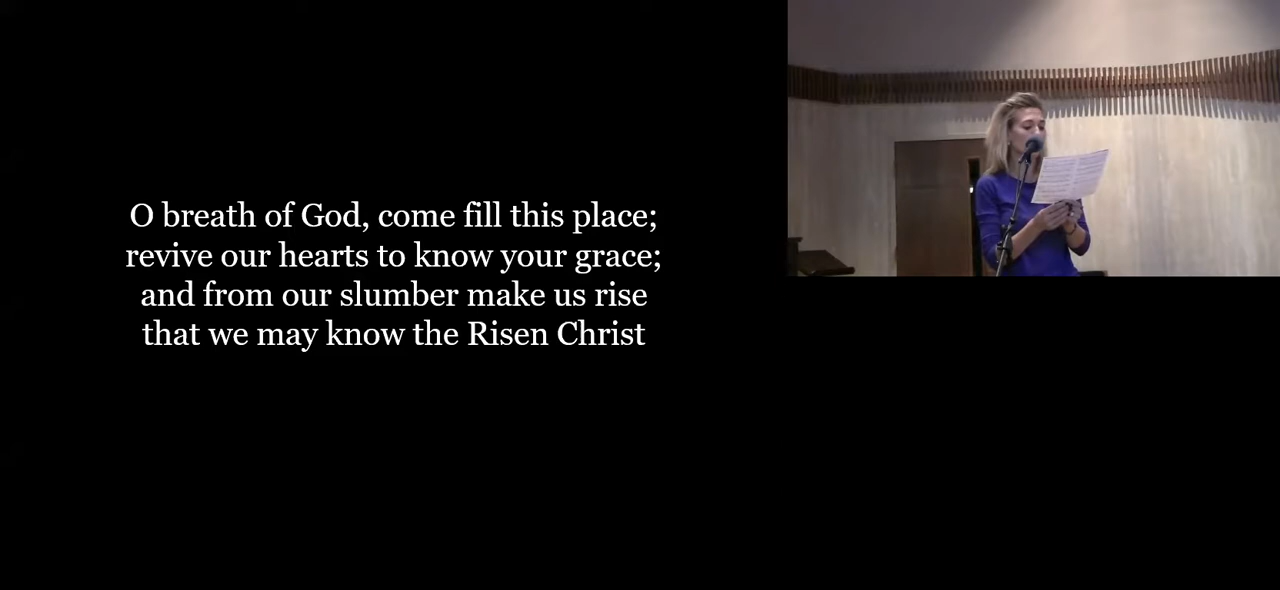 O breath of God, come fill this place;
revive our hearts to know your grace;
and from our slumber make us rise
that we may know the Risen Christ